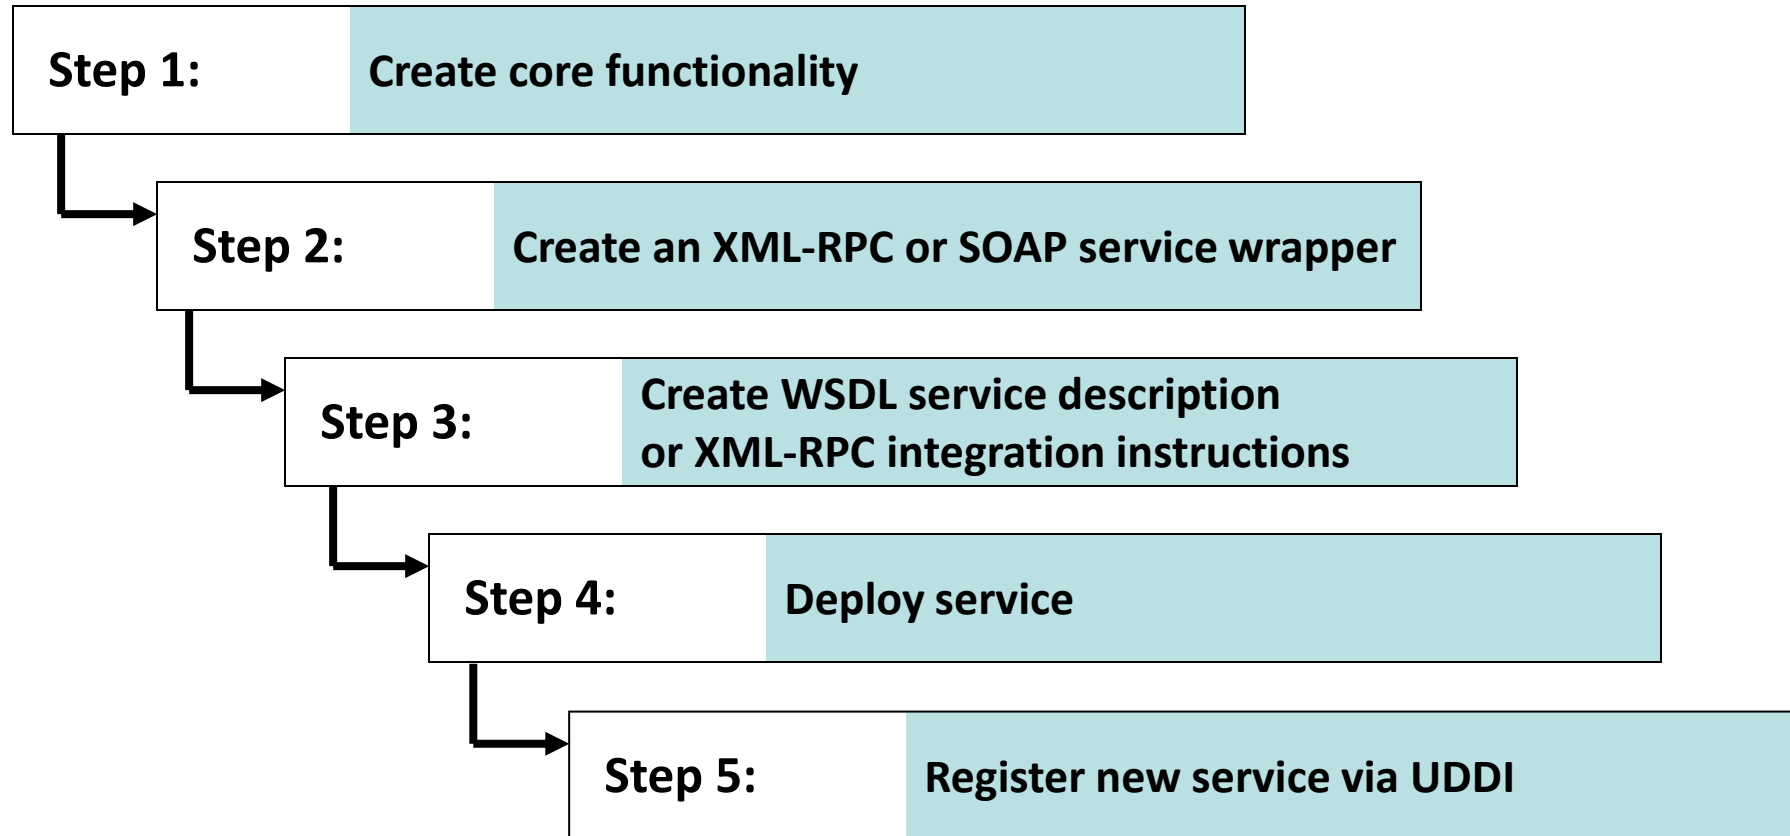 Step 1: Create core functionality
Step 2: Create an XML-RPC or SOAP service wrapper
Step 3: Create WSDL service description
or XML-RPC integration instructions
Step 4: Deploy service
Step 5: Register new service via UDDI